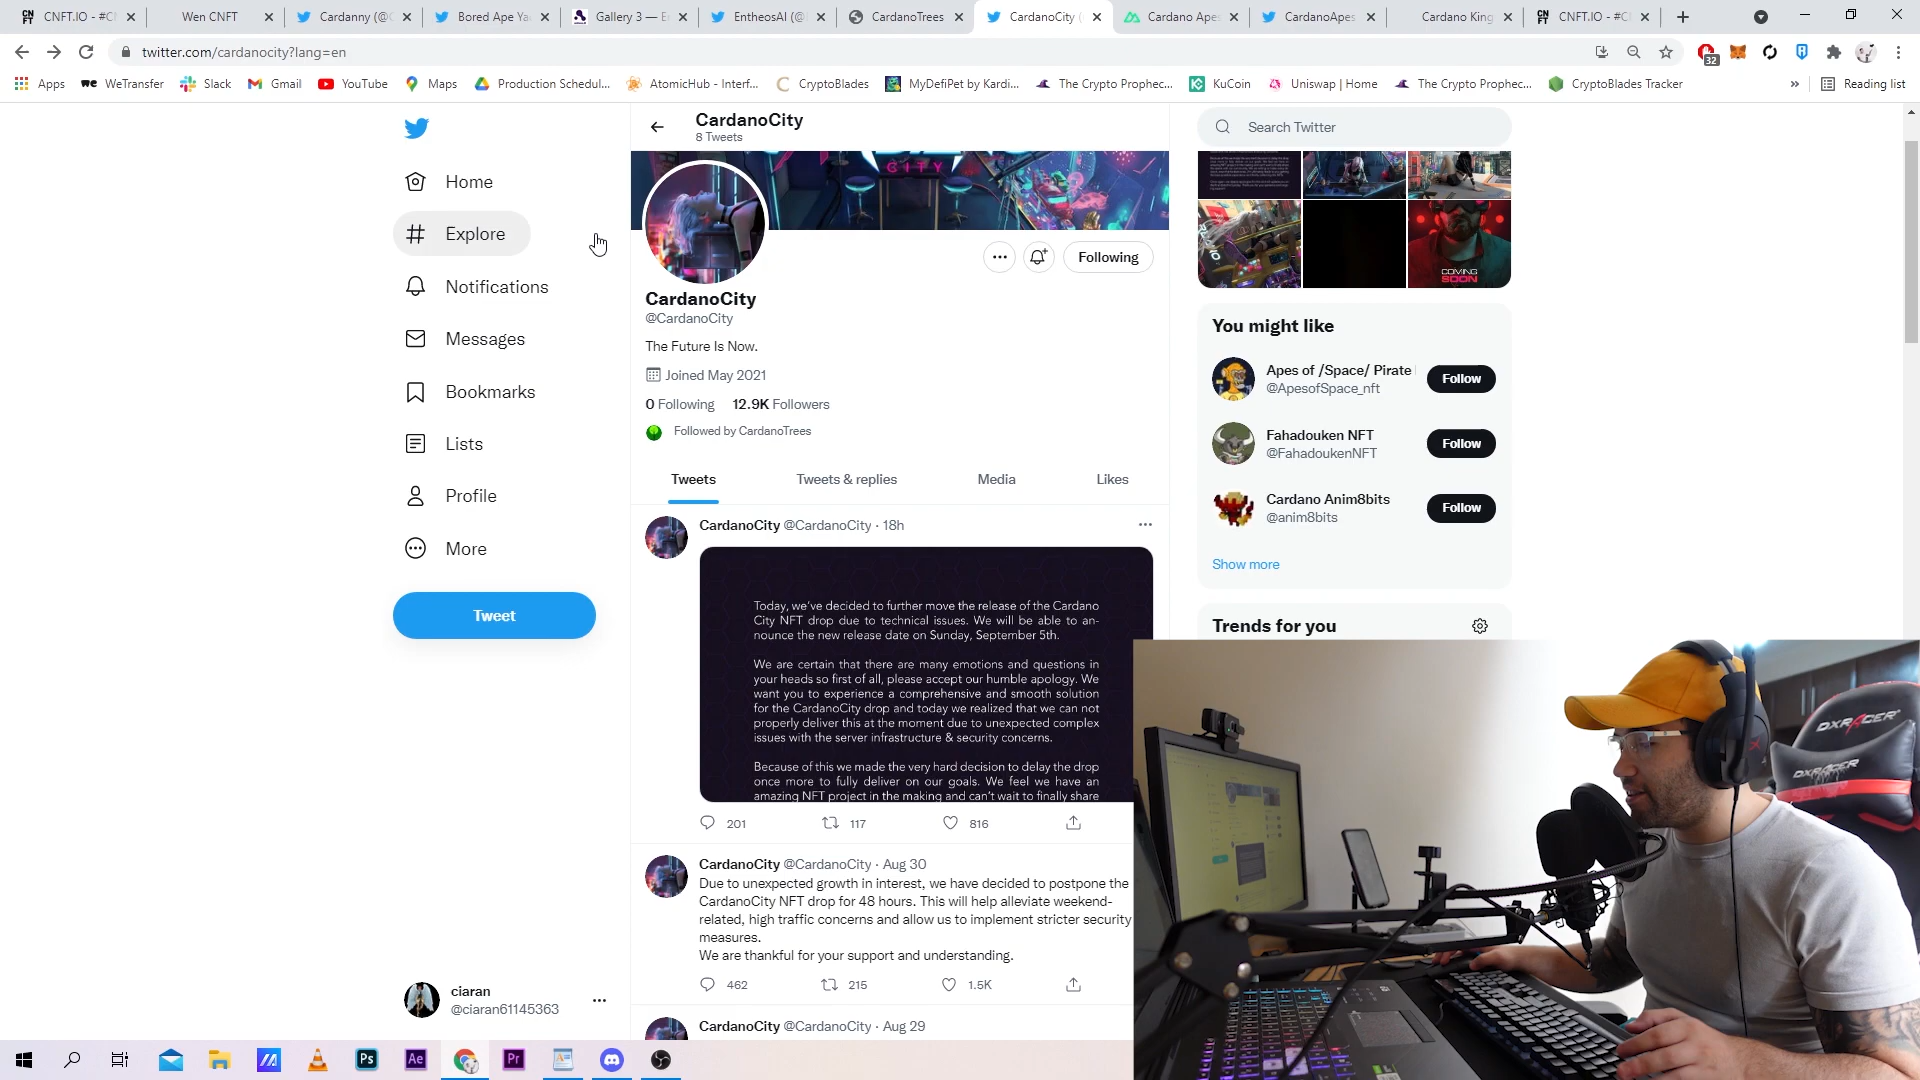 CNFT.IO - #C
Wen CNFT
Cardanny (@
Bored Ape Ya
Gallery 3 — E
EntheosAI (@
CardanoTrees
CardanoCity (
Cardano Apes
CardanoApes
Cardano King
CNFT.IO - #C
twitter.com/cardanocity?lang=en
32
Apps
WeTransfer
Slack
Gmail
YouTube
Maps
Production Schedul...
AtomicHub - Interf...
CryptoBlades
MyDefiPet by Kardi...
The Crypto Prophec...
KuCoin
Uniswap | Home
The Crypto Prophec...
CryptoBlades Tracker
»
Reading list
Home
Explore
Notifications
Messages
Bookmarks
Lists
Profile
More
Tweet
ciaran
@ciaran61145363
CardanoCity
8 Tweets
CITY
Following
CardanoCity
@CardanoCity
The Future Is Now.
Joined May 2021
0 Following 12.9K Followers
Followed by CardanoTrees
Tweets
Tweets & replies
Media
Likes
CardanoCity @CardanoCity · 18h
Today, we've decided to further move the release of the Cardano
City NFT drop due to technical issues. We will be able to an-
nounce the new release date on Sunday, September 5th.
We are certain that there are many emotions and questions in
your heads so first of all, please accept our humble apology. We
want you to experience a comprehensive and smooth solution
for the CardanoCity drop and today we realized that we can not
properly deliver this at the moment due to unexpected complex
issues with the server infrastructure & security concerns.
Because of this we made the very hard decision to delay the drop
once more to fully deliver on our goals. We feel we have an
amazing NFT project in the making and can't wait to finally share
201
117
816
CardanoCity @CardanoCity · Aug 30
Due to unexpected growth in interest, we have decided to postpone the
CardanoCity NFT drop for 48 hours. This will help alleviate weekend-
related, high traffic concerns and allow us to implement stricter security
measures.
We are thankful for your support and understanding.
462
215
1.5K
CardanoCity @CardanoCity · Aug 29
Search Twitter
COMING
SOON
You might like
Apes of /Space/ Pirate
@ApesofSpace_nft
Follow
Fahadouken NFT
@FahadoukenNFT
Follow
Cardano Anim8bits
@anim8bits
Follow
Show more
Trends for you
DXRACER
DXRACER
Ps
Ae
Pr